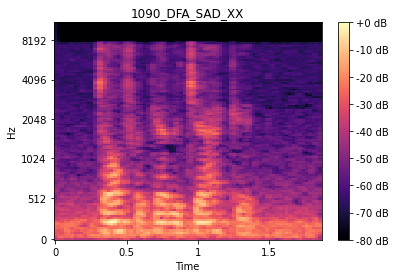 1090_DFA_SAD_XX
+0 dB
8192
-10 dB
4096
-20 dB
-30 dB
2048
-40 dB
Hz
1024
-50 dB
512
-60 dB
-70 dB
0
-80 dB
0 0.5 1 1.5
Time